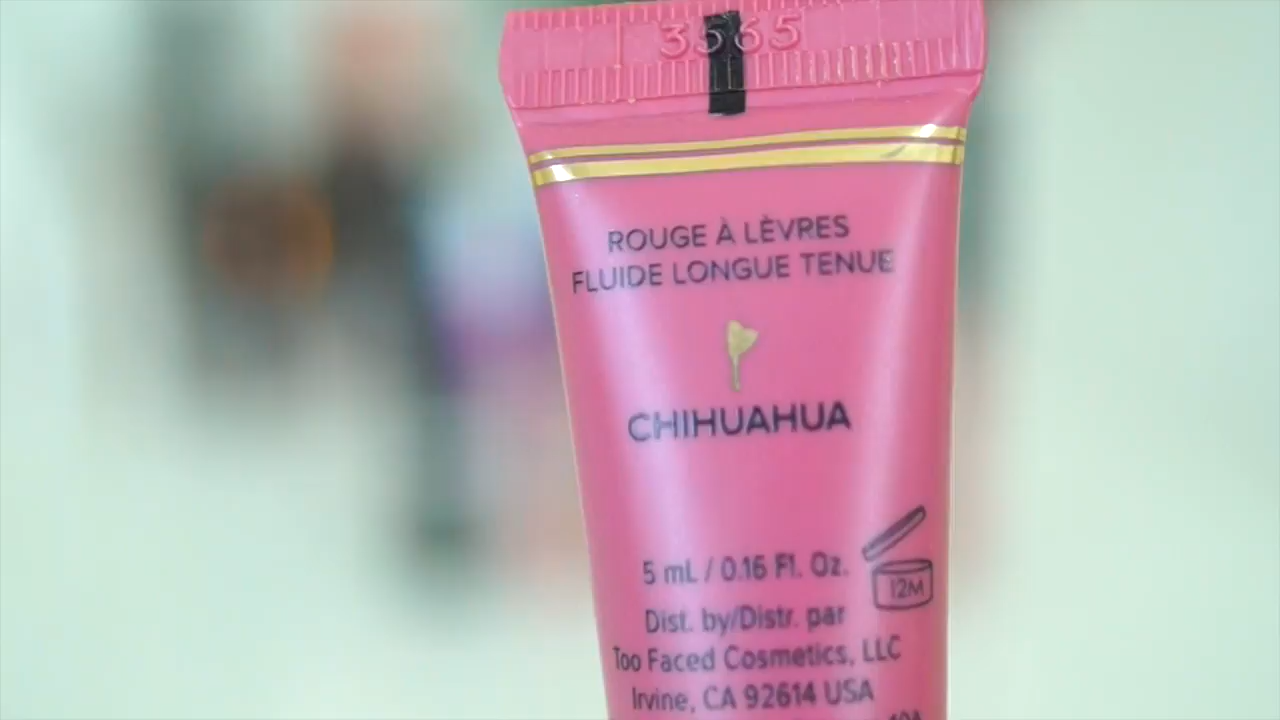 3565
ROUGE À LÈVRES
FLUIDE LONGUE TENUE
CHIHUAHUA
5 mL / 0.16 Fl. Oz.
12M
Dist. by/Distr. par
Too Faced Cosmetics, LLC
Irvine, CA 92614 USA